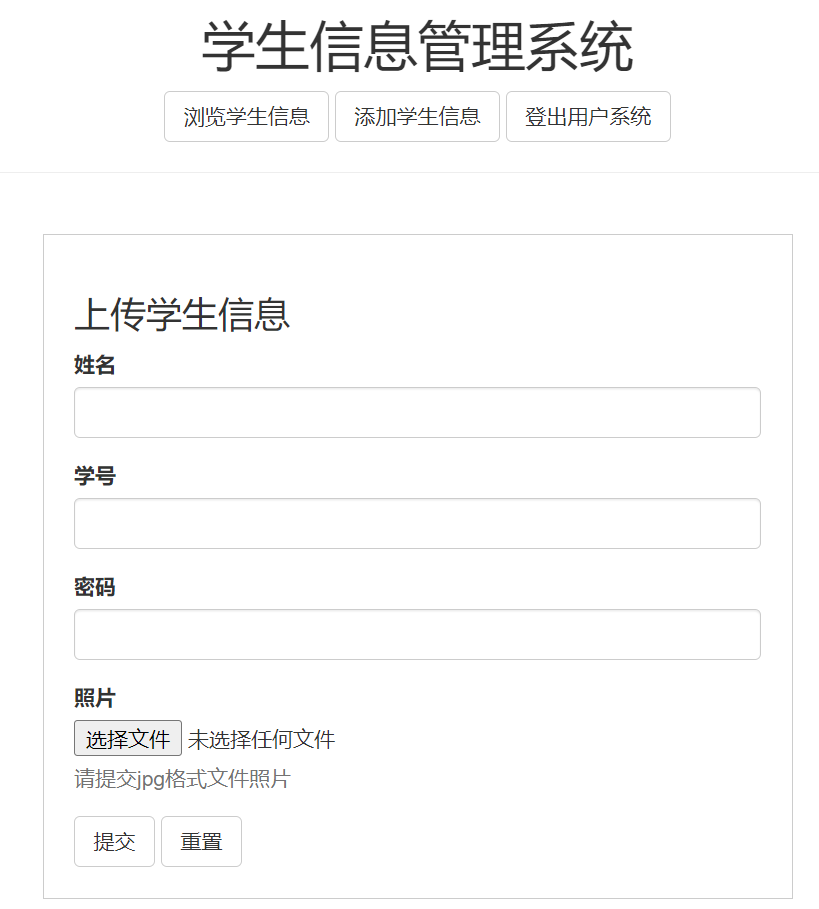 学生信息管理系统
浏览学生信息 添加学生信息 登出用户系统
上传学生信息
姓名
学号
密码
照片
选择文件 未选择任何文件
请提交jpg格式文件照片
提交 重置